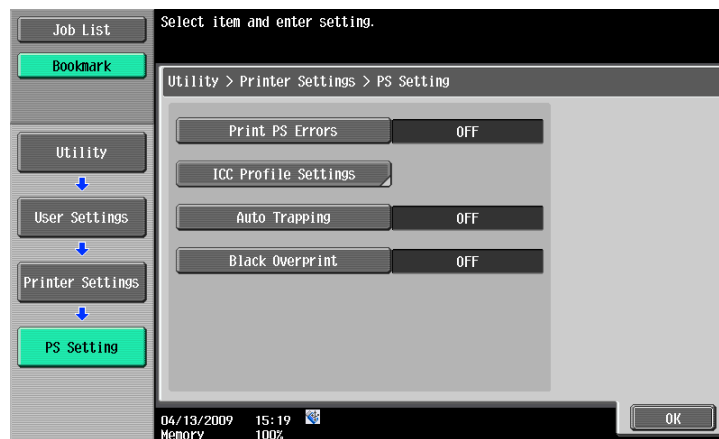 Job List
Select item and enter setting.
Bookmark
Utility > Printer Settings > PS Setting
Print PS Errors OFF
Utility
ICC Profile Settings
User Settings
Auto Trapping OFF
Black Overprint OFF
Printer Settings
PS Setting
04/13/2009 15:19
Memory 100%
OK